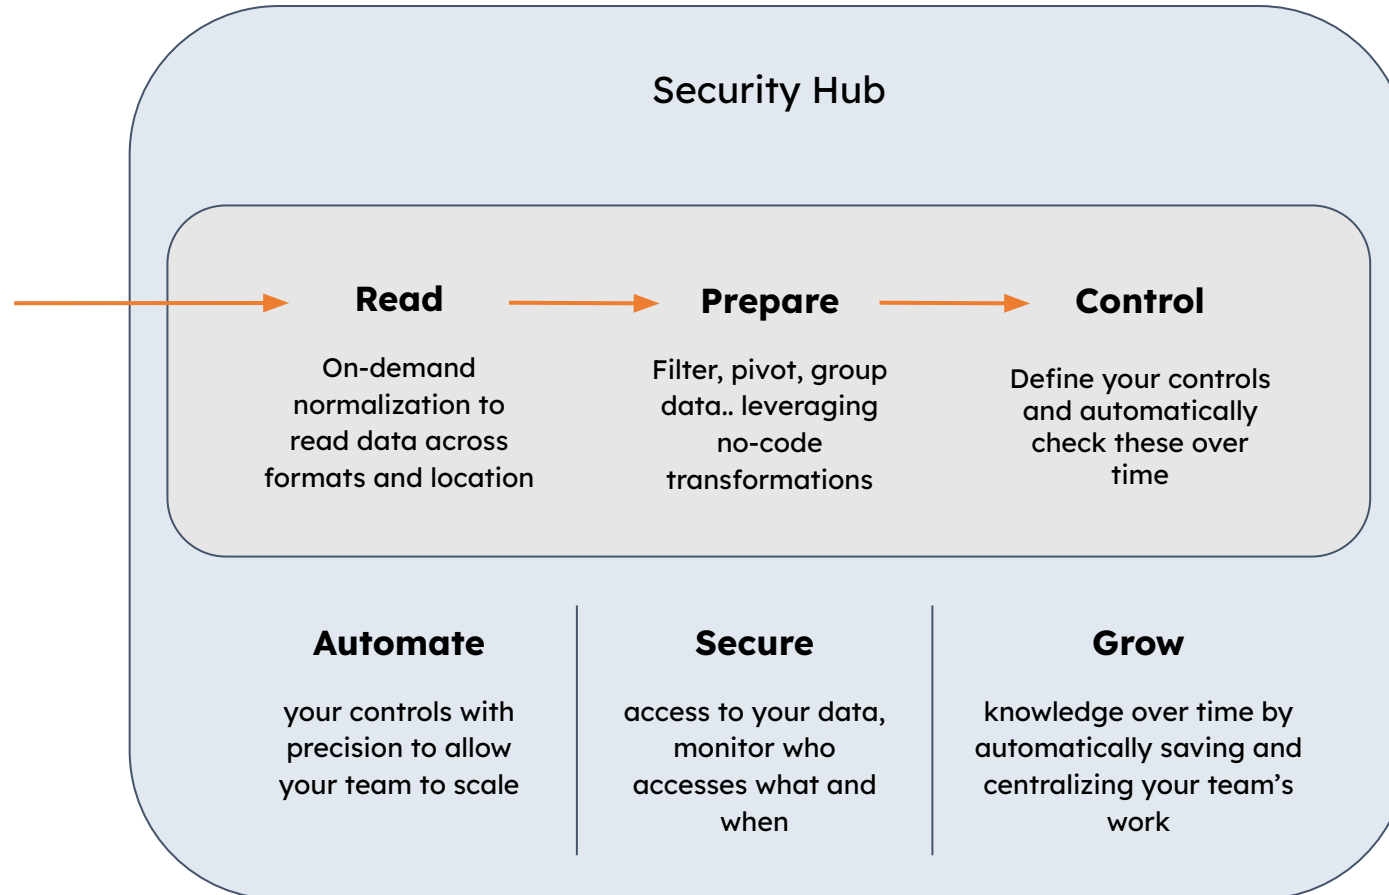 Security Hub
Read
On-demand
normalization to
read data across
formats and location
Prepare
Filter, pivot, group
data.. leveraging
no-code
transformations
Control
Define your controls
and automatically
check these over
time
Automate
your controls with
precision to allow
your team to scale
Secure
access to your data,
monitor who
accesses what and
when
Grow
knowledge over time by
automatically saving and
centralizing your team’s
work